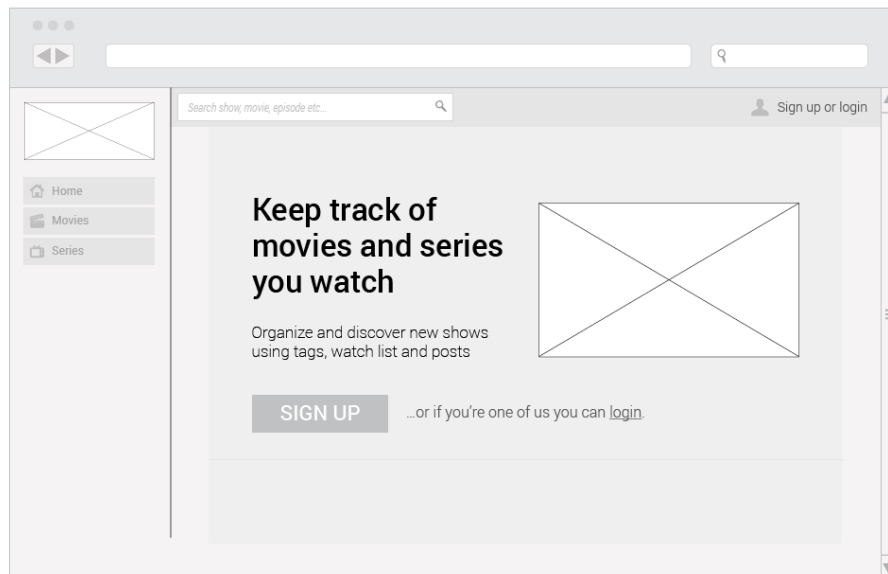 Search show, movie, episode etc...
Sign up or login
Home
Movies
Series
Keep track of
movies and series
you watch
Organize and discover new shows
using tags, watch list and posts
SIGN UP
...or if you're one of us you can login.